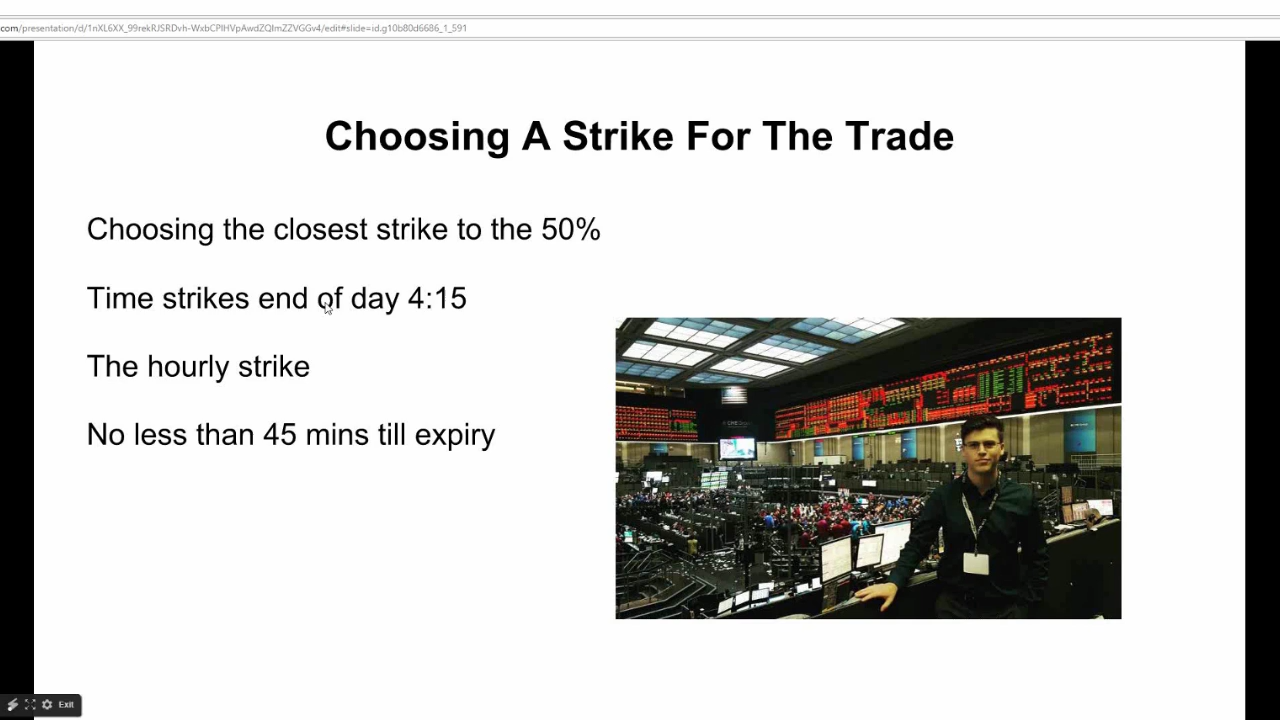 com/presentation/d/1nXL6XX_99rekRJSRDvh-WxbCPIHVpAwdZQImZZVGGv4/edit#slide=id.g10b80d6686_1_591
Choosing A Strike For The Trade
Choosing the closest strike to the 50%
Time strikes end of day 4:15
The hourly strike
No less than 45 mins till expiry
Exit